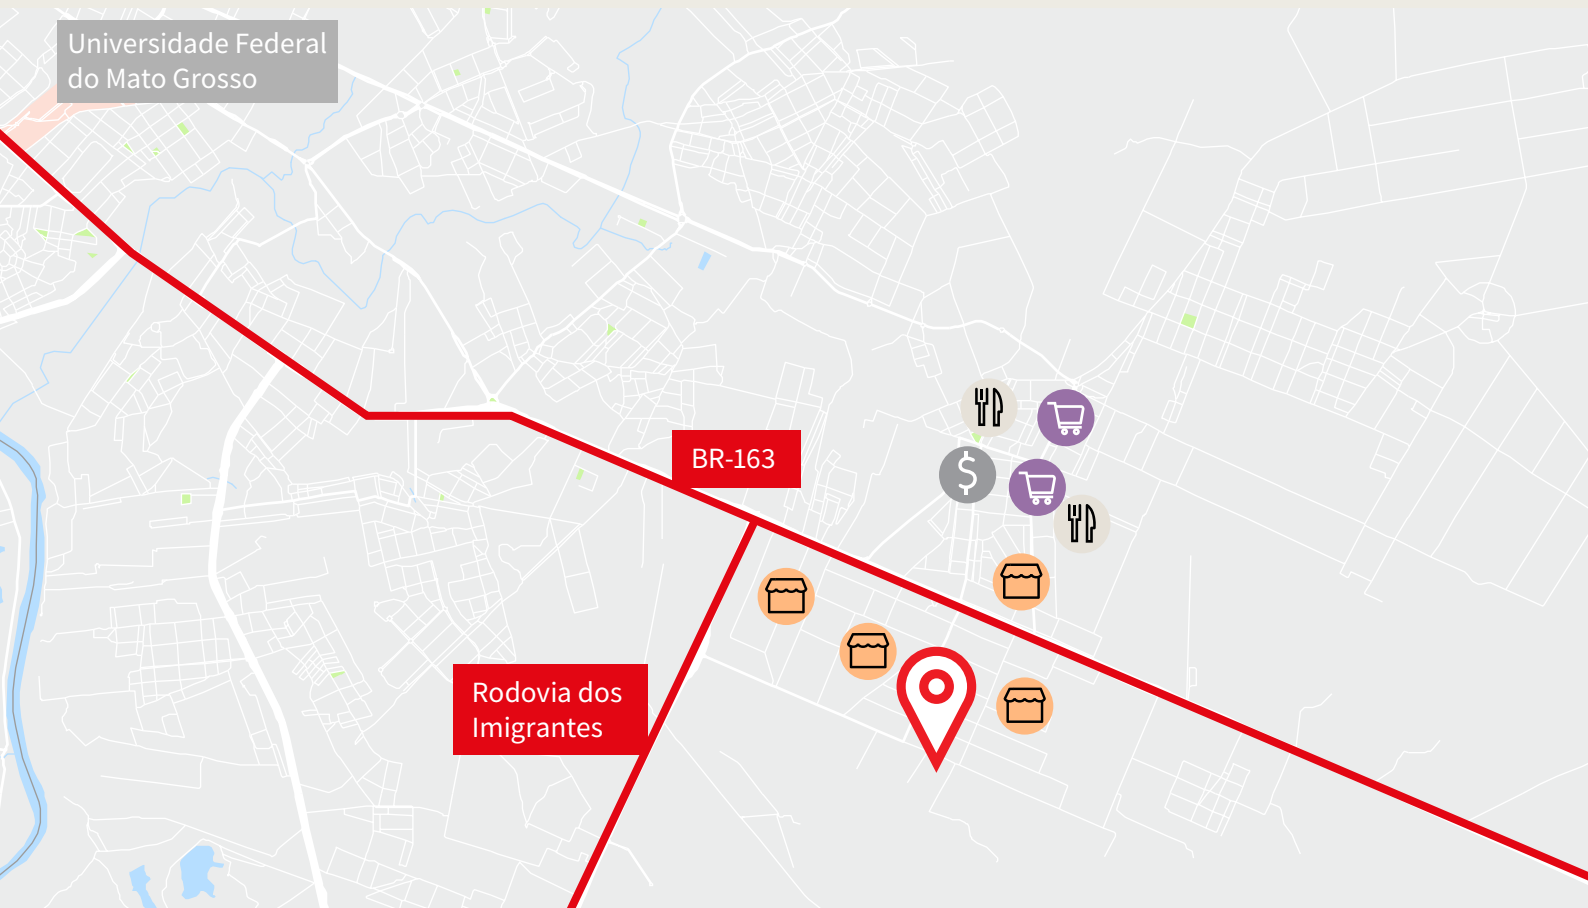 Universidade Federal
do Mato Grosso
BR-163
$
Rodovia dos
Imigrantes